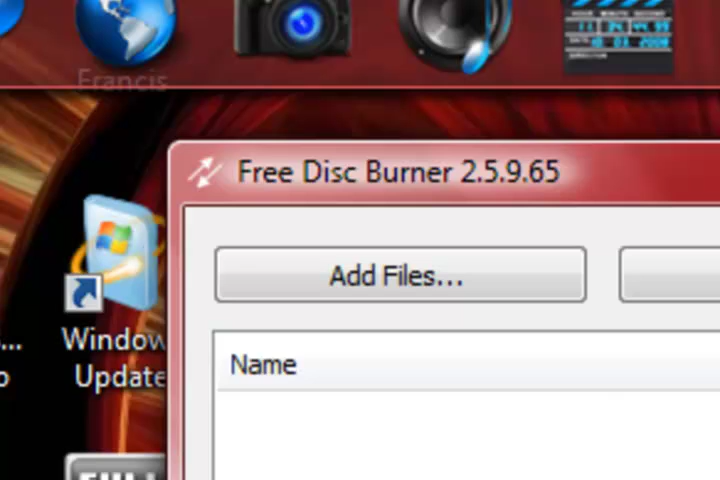 Francis
Free Disc Burner 2.5.9.65
Add Files...
Name
Window
Update